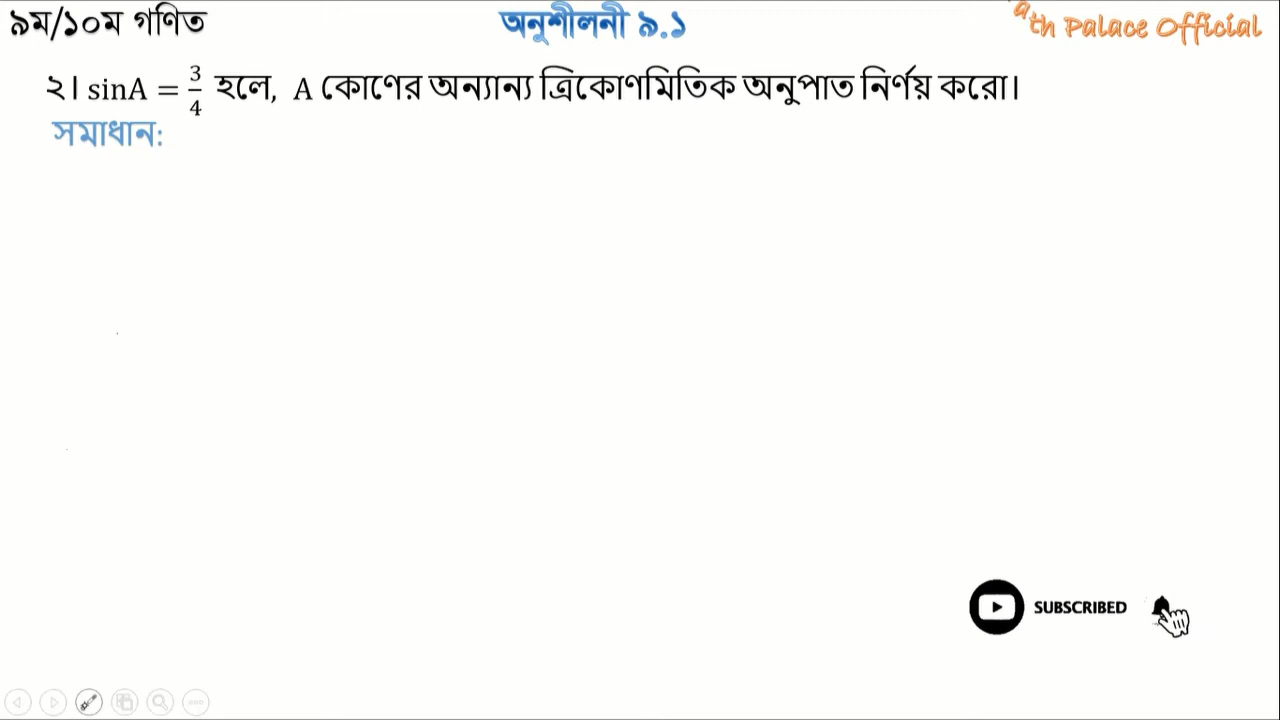 ৯ম/১০ম গণিত
অনুশীলনী ৯.১
ath Palace Official
২। sinA = 3/4 হলে, A কোণের অন্যান্য ত্রিকোণমিতিক অনুপাত নির্ণয় করো।
সমাধান:
SUBSCRIBED